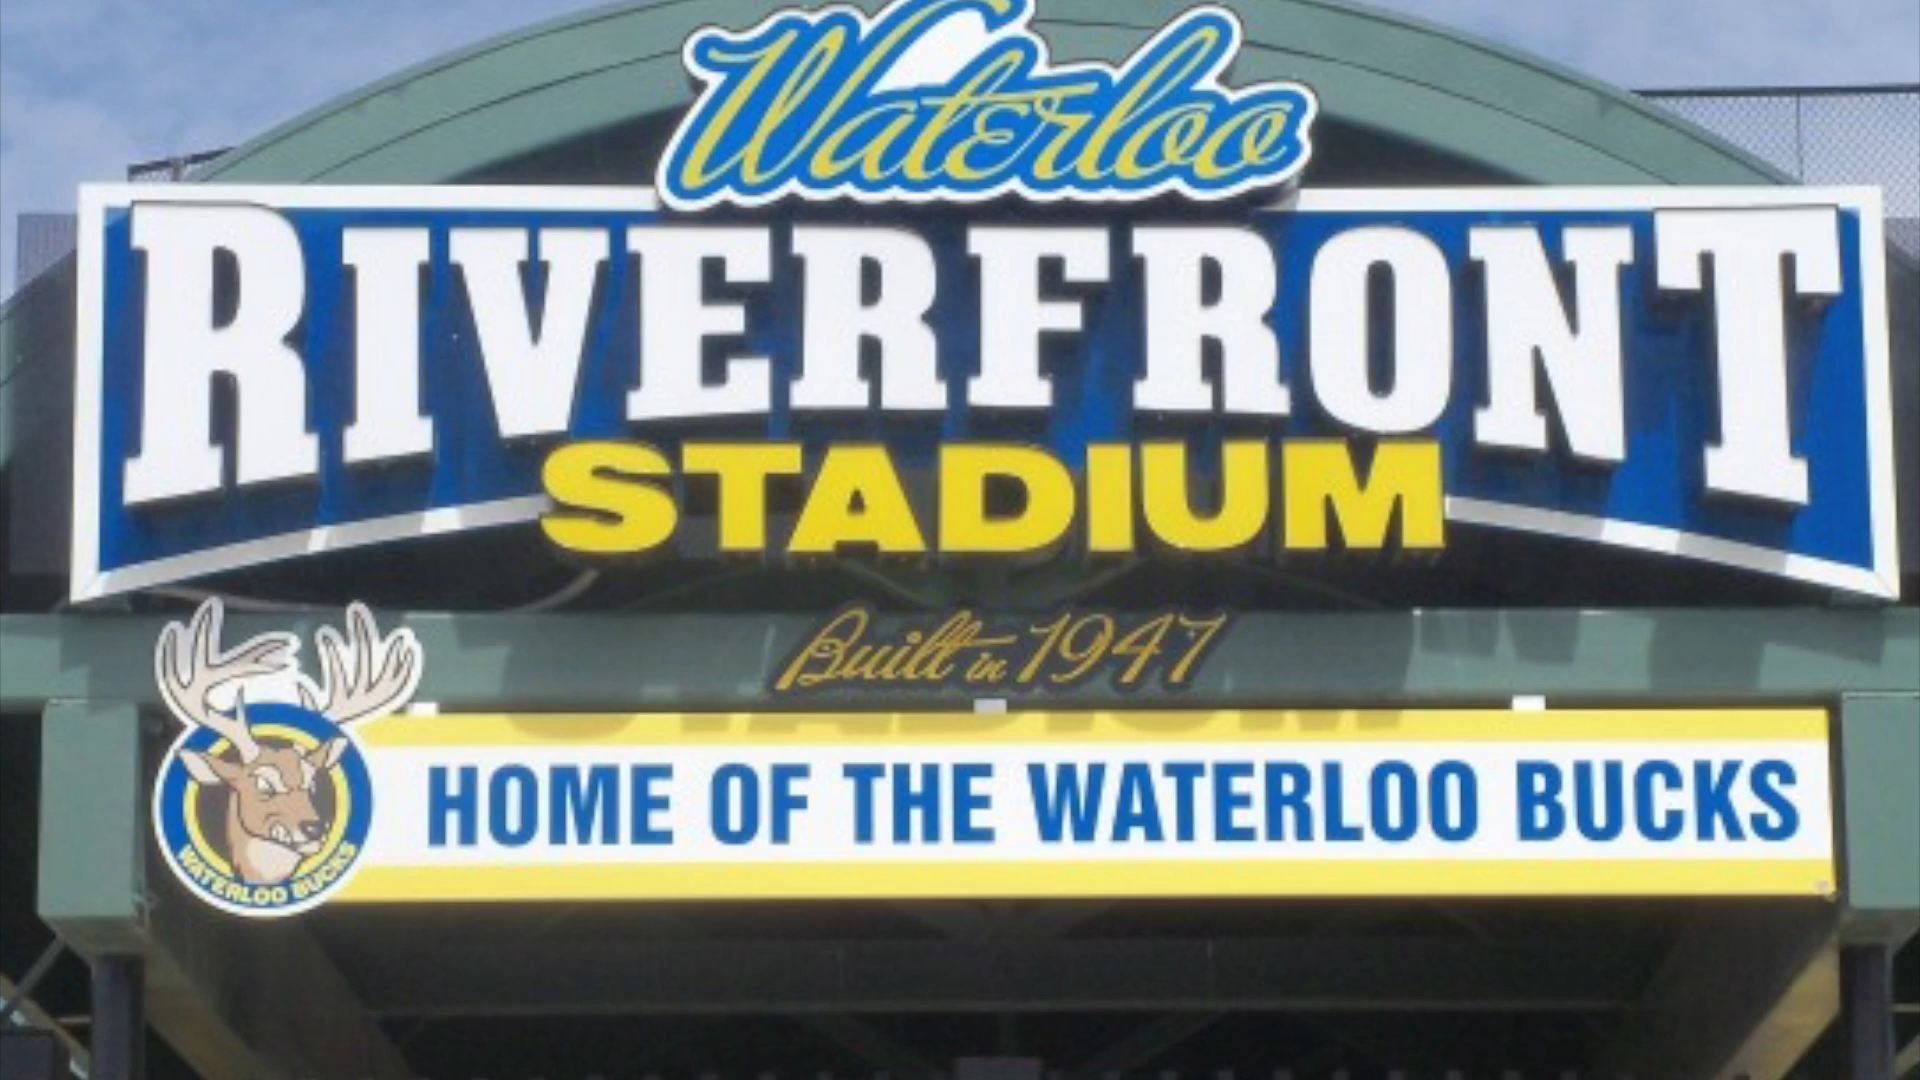 Waterloo
RIVERFRONT
STADIUM
Built in 1947
HOME OF THE WATERLOO BUCKS
WATERLOO BUCKS